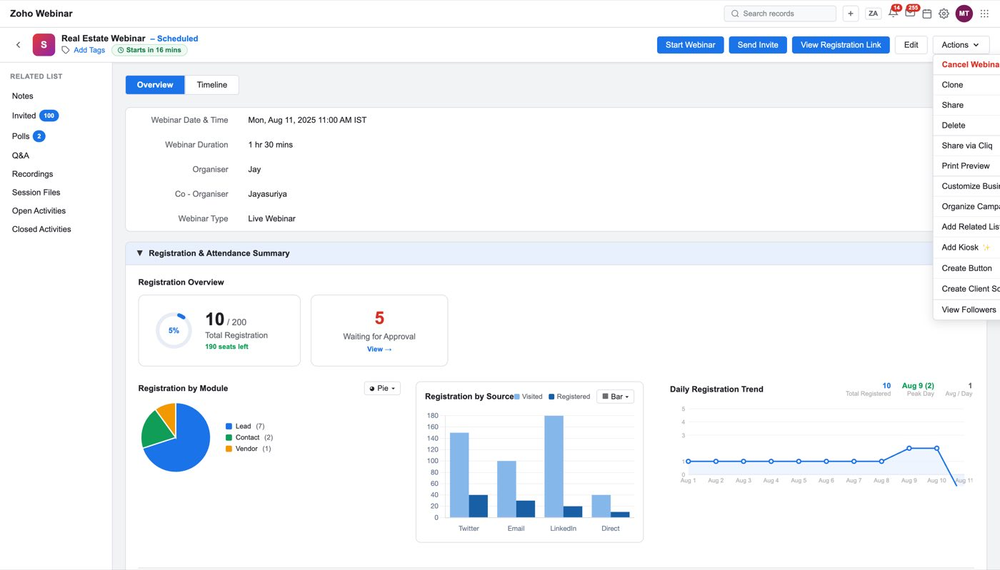 Zoho Webinar
Search records
+
ZA
14
255
MT
S
Real Estate Webinar – Scheduled
Add Tags
Starts in 16 mins
Start Webinar
Send Invite
View Registration Link
Edit
Actions
Cancel Webina
Clone
Share
Delete
Share via Cliq
Print Preview
Customize Busi
Organize Campa
Add Related Lis
Add Kiosk
Create Button
Create Client Sc
View Followers
RELATED LIST
Notes
Invited 100
Polls 2
Q&A
Recordings
Session Files
Open Activities
Closed Activities
Overview
Timeline
Webinar Date & Time Mon, Aug 11, 2025 11:00 AM IST
Webinar Duration 1 hr 30 mins
Organiser Jay
Co - Organiser Jayasuriya
Webinar Type Live Webinar
▼ Registration & Attendance Summary
Registration Overview
5%
10 / 200
Total Registration
190 seats left
5
Waiting for Approval
View →
Registration by Module
Pie
Lead (7)
Contact (2)
Vendor (1)
Registration by Source
Visited
Registered
Bar
180
160
140
120
100
80
60
40
20
0
Twitter
Email
LinkedIn
Direct
Daily Registration Trend
10
Total Registered
Aug 9 (2)
Peak Day
1
Avg / Day
5
4
3
1
0
Aug 1
Aug 2
Aug 3
Aug 4
Aug 5
Aug 6
Aug 7
Aug 8
Aug 9
Aug 10
Aug 11